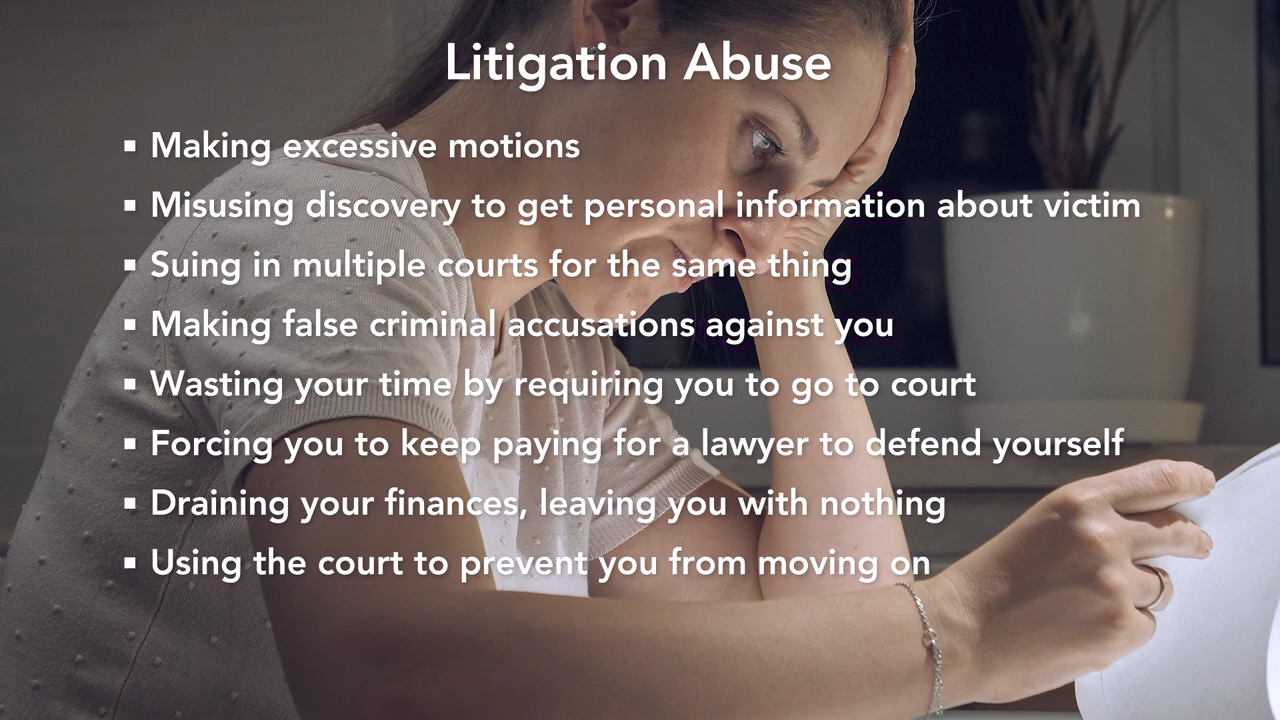 Litigation Abuse
▪ Making excessive motions
▪ Misusing discovery to get personal information about victim
▪ Suing in multiple courts for the same thing
▪ Making false criminal accusations against you
▪ Wasting your time by requiring you to go to court
▪ Forcing you to keep paying for a lawyer to defend yourself
▪ Draining your finances, leaving you with nothing
▪ Using the court to prevent you from moving on